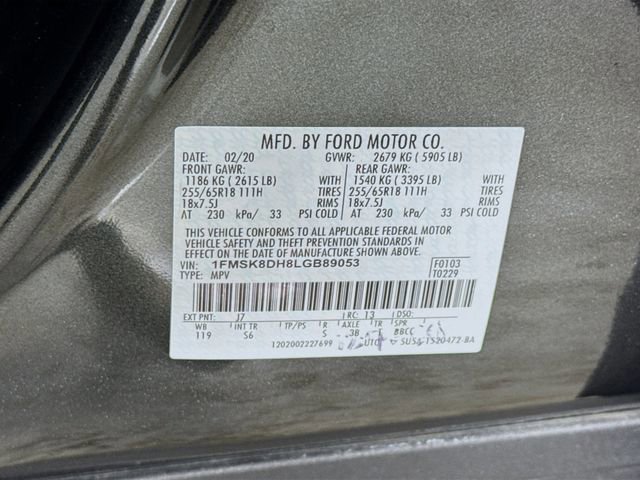 MFD. BY FORD MOTOR CO.
DATE: 02/20 GVWR: 2679 KG ( 5905 LB)
FRONT GAWR: REAR GAWR:
1186 KG ( 2615 LB) WITH 1540 KG ( 3395 LB) WITH
255/65R18 111H TIRES 255/65R18 111H TIRES
18x7.5J RIMS 18x7.5J RIMS
AT 230 kPa/ 33 PSI COLD AT 230 kPa/ 33 PSI COLD
THIS VEHICLE CONFORMS TO ALL APPLICABLE FEDERAL MOTOR
VEHICLE SAFETY AND THEFT PREVENTION STANDARDS IN
EFFECT ON THE DATE OF MANUFACTURE SHOWN ABOVE.
VIN: 1FMSK8DH8LGB89053 F0103
TYPE: MPV T0229
EXT PNT: J7 RC: 13 DSO:
WB INT TR TP/PS R AXLE TR SPR
119 S6 S 3B BBCC
1202002227699 UTC 5U5A-1520472-BA